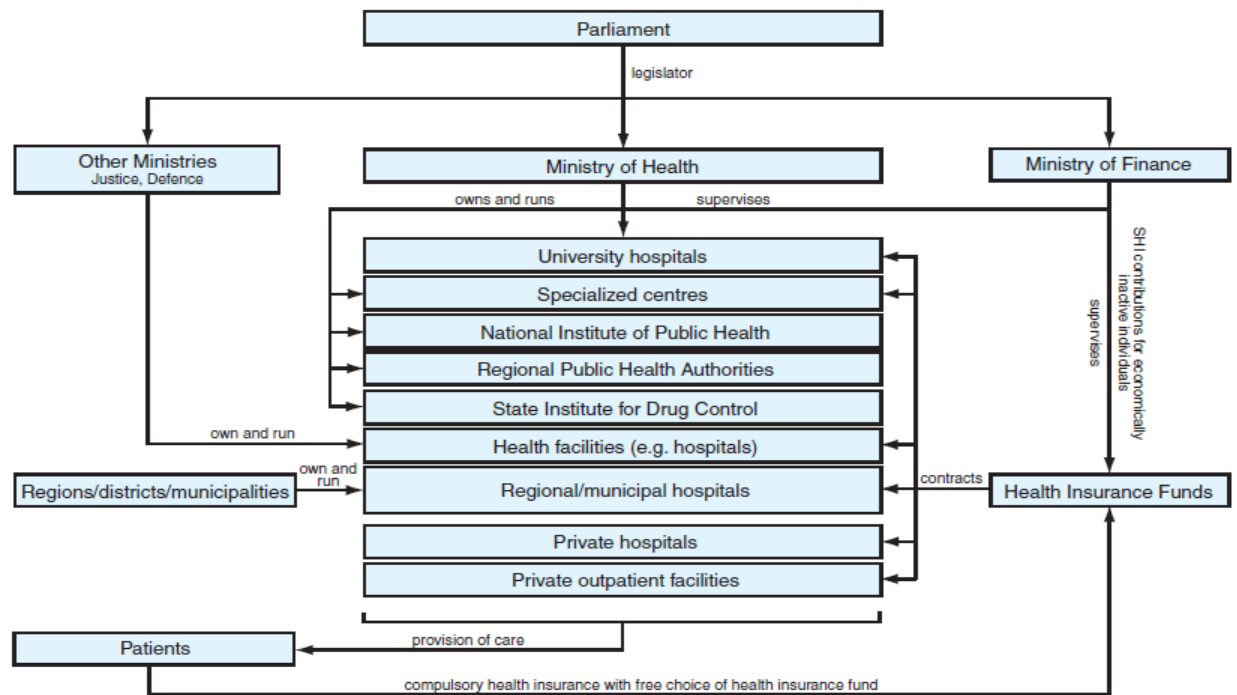 Parliament
legislator
Other Ministries
Justice, Defence
Ministry of Health
Ministry of Finance
owns and runs
supervises
University hospitals
Specialized centres
National Institute of Public Health
Regional Public Health Authorities
State Institute for Drug Control
own and run
Health facilities (e.g. hospitals)
supervises
SHI contributions for economically
inactive individuals
Regions/districts/municipalities
own and
run
Regional/municipal hospitals
contracts
Health Insurance Funds
Private hospitals
Private outpatient facilities
provision of care
Patients
compulsory health insurance with free choice of health insurance fund